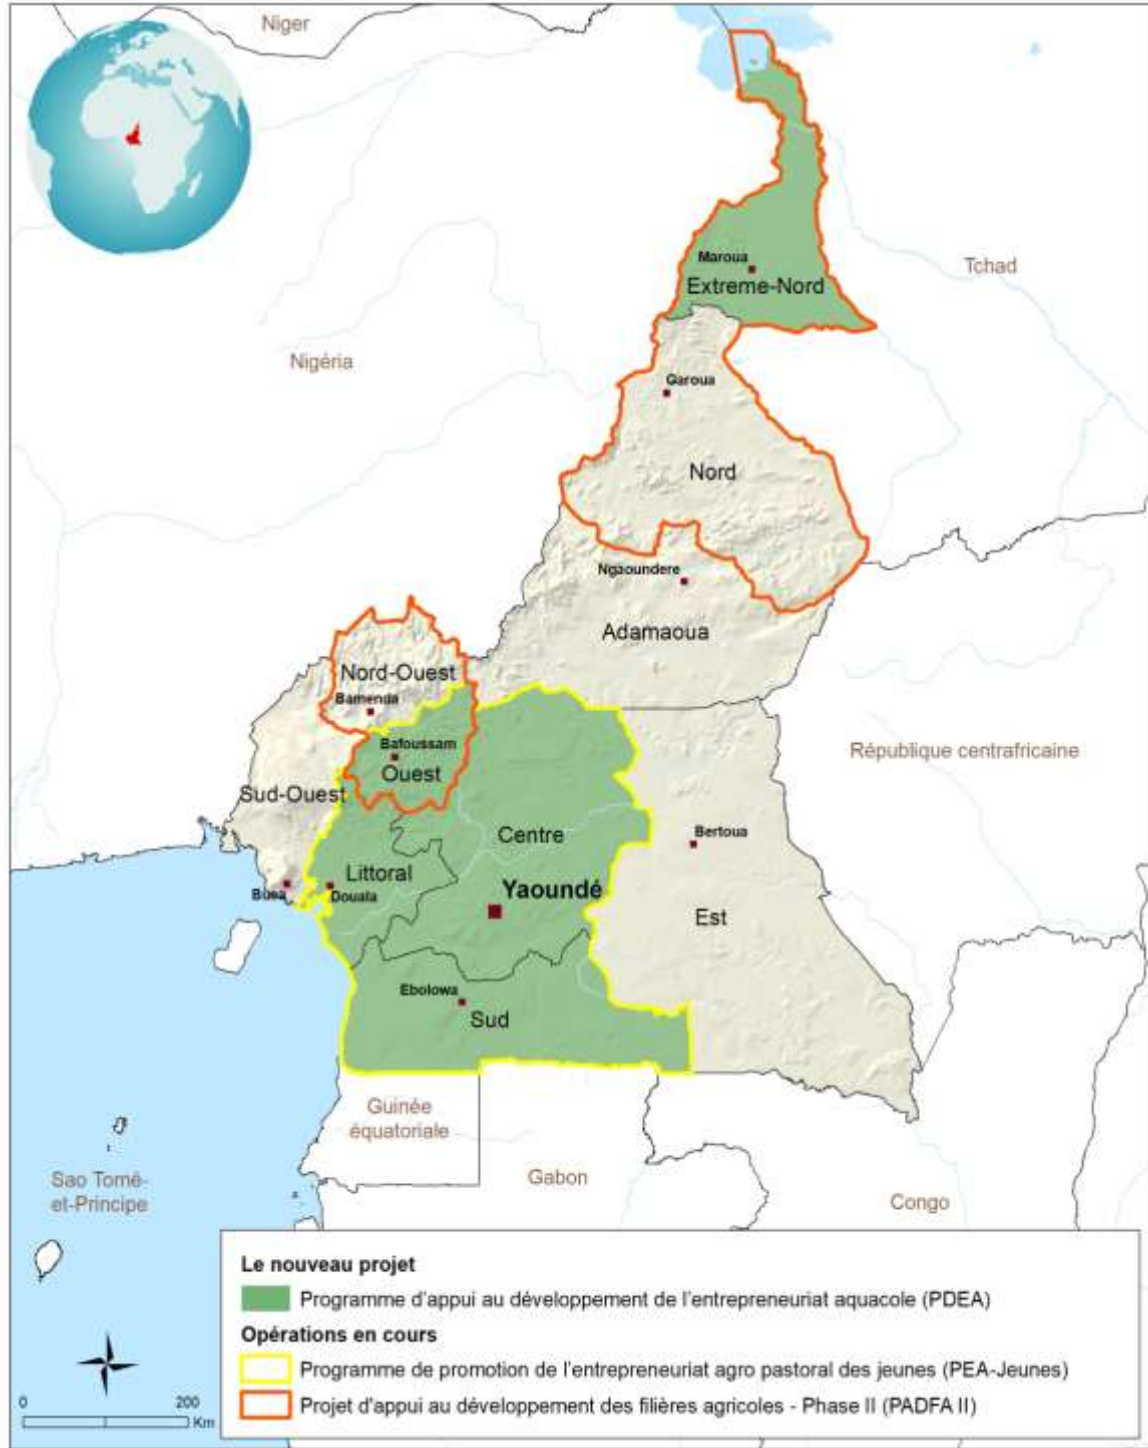 Niger
Maroua
Extreme-Nord
Tchad
Nigéria
Garoua
Nord
Ngaoundere
Adamaoua
Nord-Ouest
Bamenda
Bafoussam
Ouest
République centrafricaine
Sud-Ouest
Centre
Bertoua
Littoral
Yaoundé
Buea
Douala
Est
Ebolowa
Sud
Guinée
équatoriale
Gabon
Sao Tomé-
et-Principe
Congo
Le nouveau projet
Programme d'appui au développement de l'entrepreneuriat aquacole (PDEA)
Opérations en cours
Programme de promotion de l'entrepreneuriat agro pastoral des jeunes (PEA-Jeunes)
Projet d'appui au développement des filières agricoles - Phase II (PADFA II)
0 200
Km